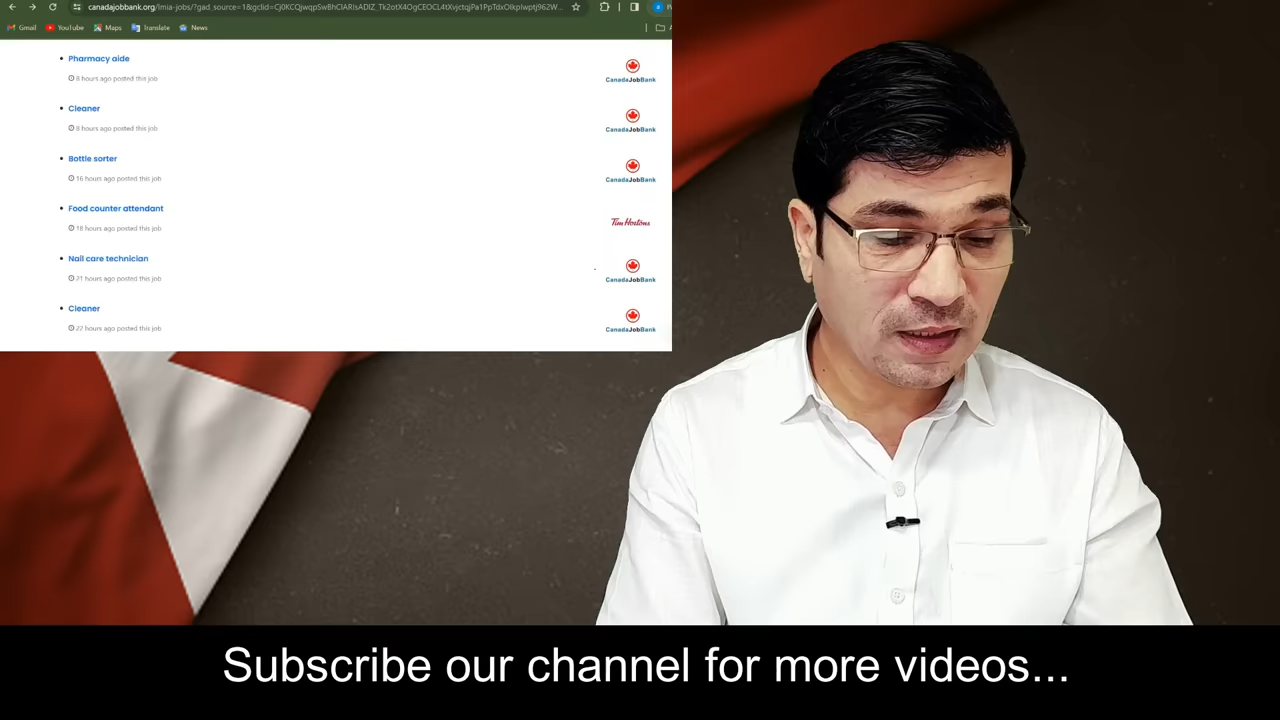 canadajobbank.org/lmia-jobs/?gad_source=1&gclid=
Gmail YouTube Maps Translate News
Pharmacy aide
8 hours ago posted this job
CanadaJobBank
Cleaner
8 hours ago posted this job
CanadaJobBank
Bottle sorter
16 hours ago posted this job
CanadaJobBank
Food counter attendant
18 hours ago posted this job
Tim Hortons
Nail care technician
21 hours ago posted this job
CanadaJobBank
Cleaner
22 hours ago posted this job
CanadaJobBank
Subscribe our channel for more videos...